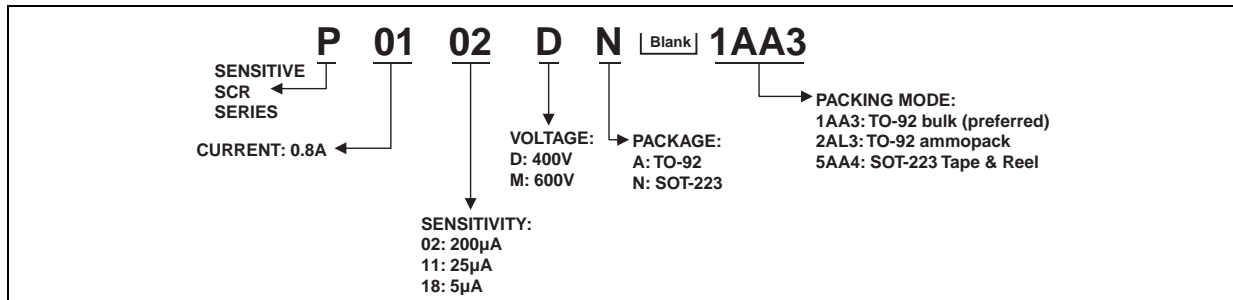 P 01 02 D N Blank 1AA3
SENSITIVE
SCR
SERIES
CURRENT: 0.8A
VOLTAGE:
D: 400V
M: 600V
PACKAGE:
A: TO-92
N: SOT-223
PACKING MODE:
1AA3: TO-92 bulk (preferred)
2AL3: TO-92 ammopack
5AA4: SOT-223 Tape & Reel
SENSITIVITY:
02: 200µA
11: 25µA
18: 5µA